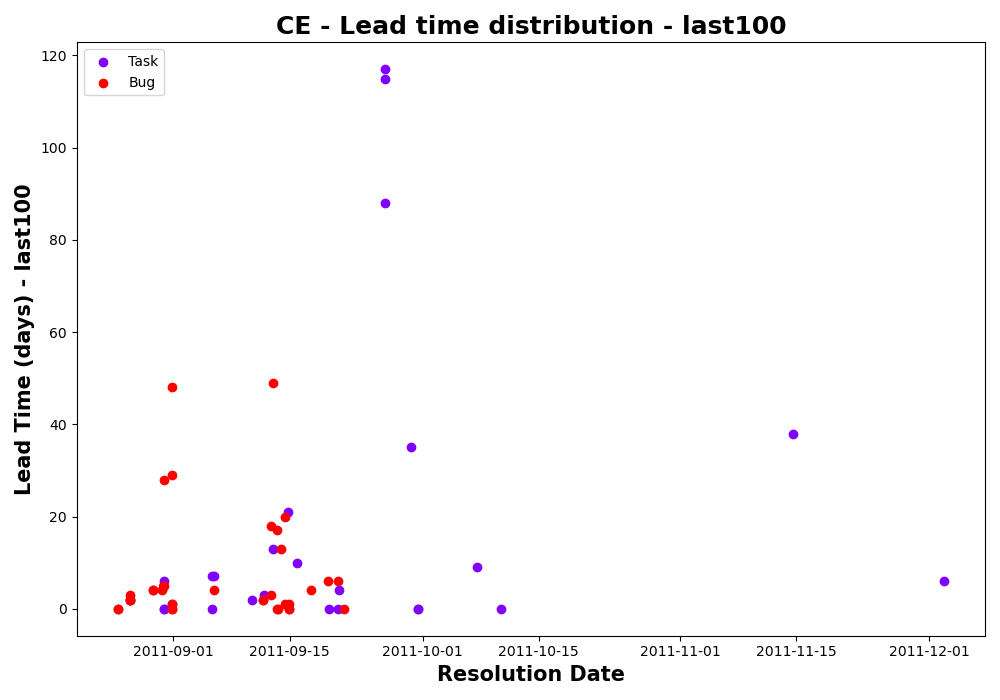 CE - Lead time distribution - last100
Task
Bug
120
100
80
60
40
20
0
Lead Time (days) - last100
2011-09-01 2011-09-15 2011-10-01 2011-10-15 2011-11-01 2011-11-15 2011-12-01
Resolution Date